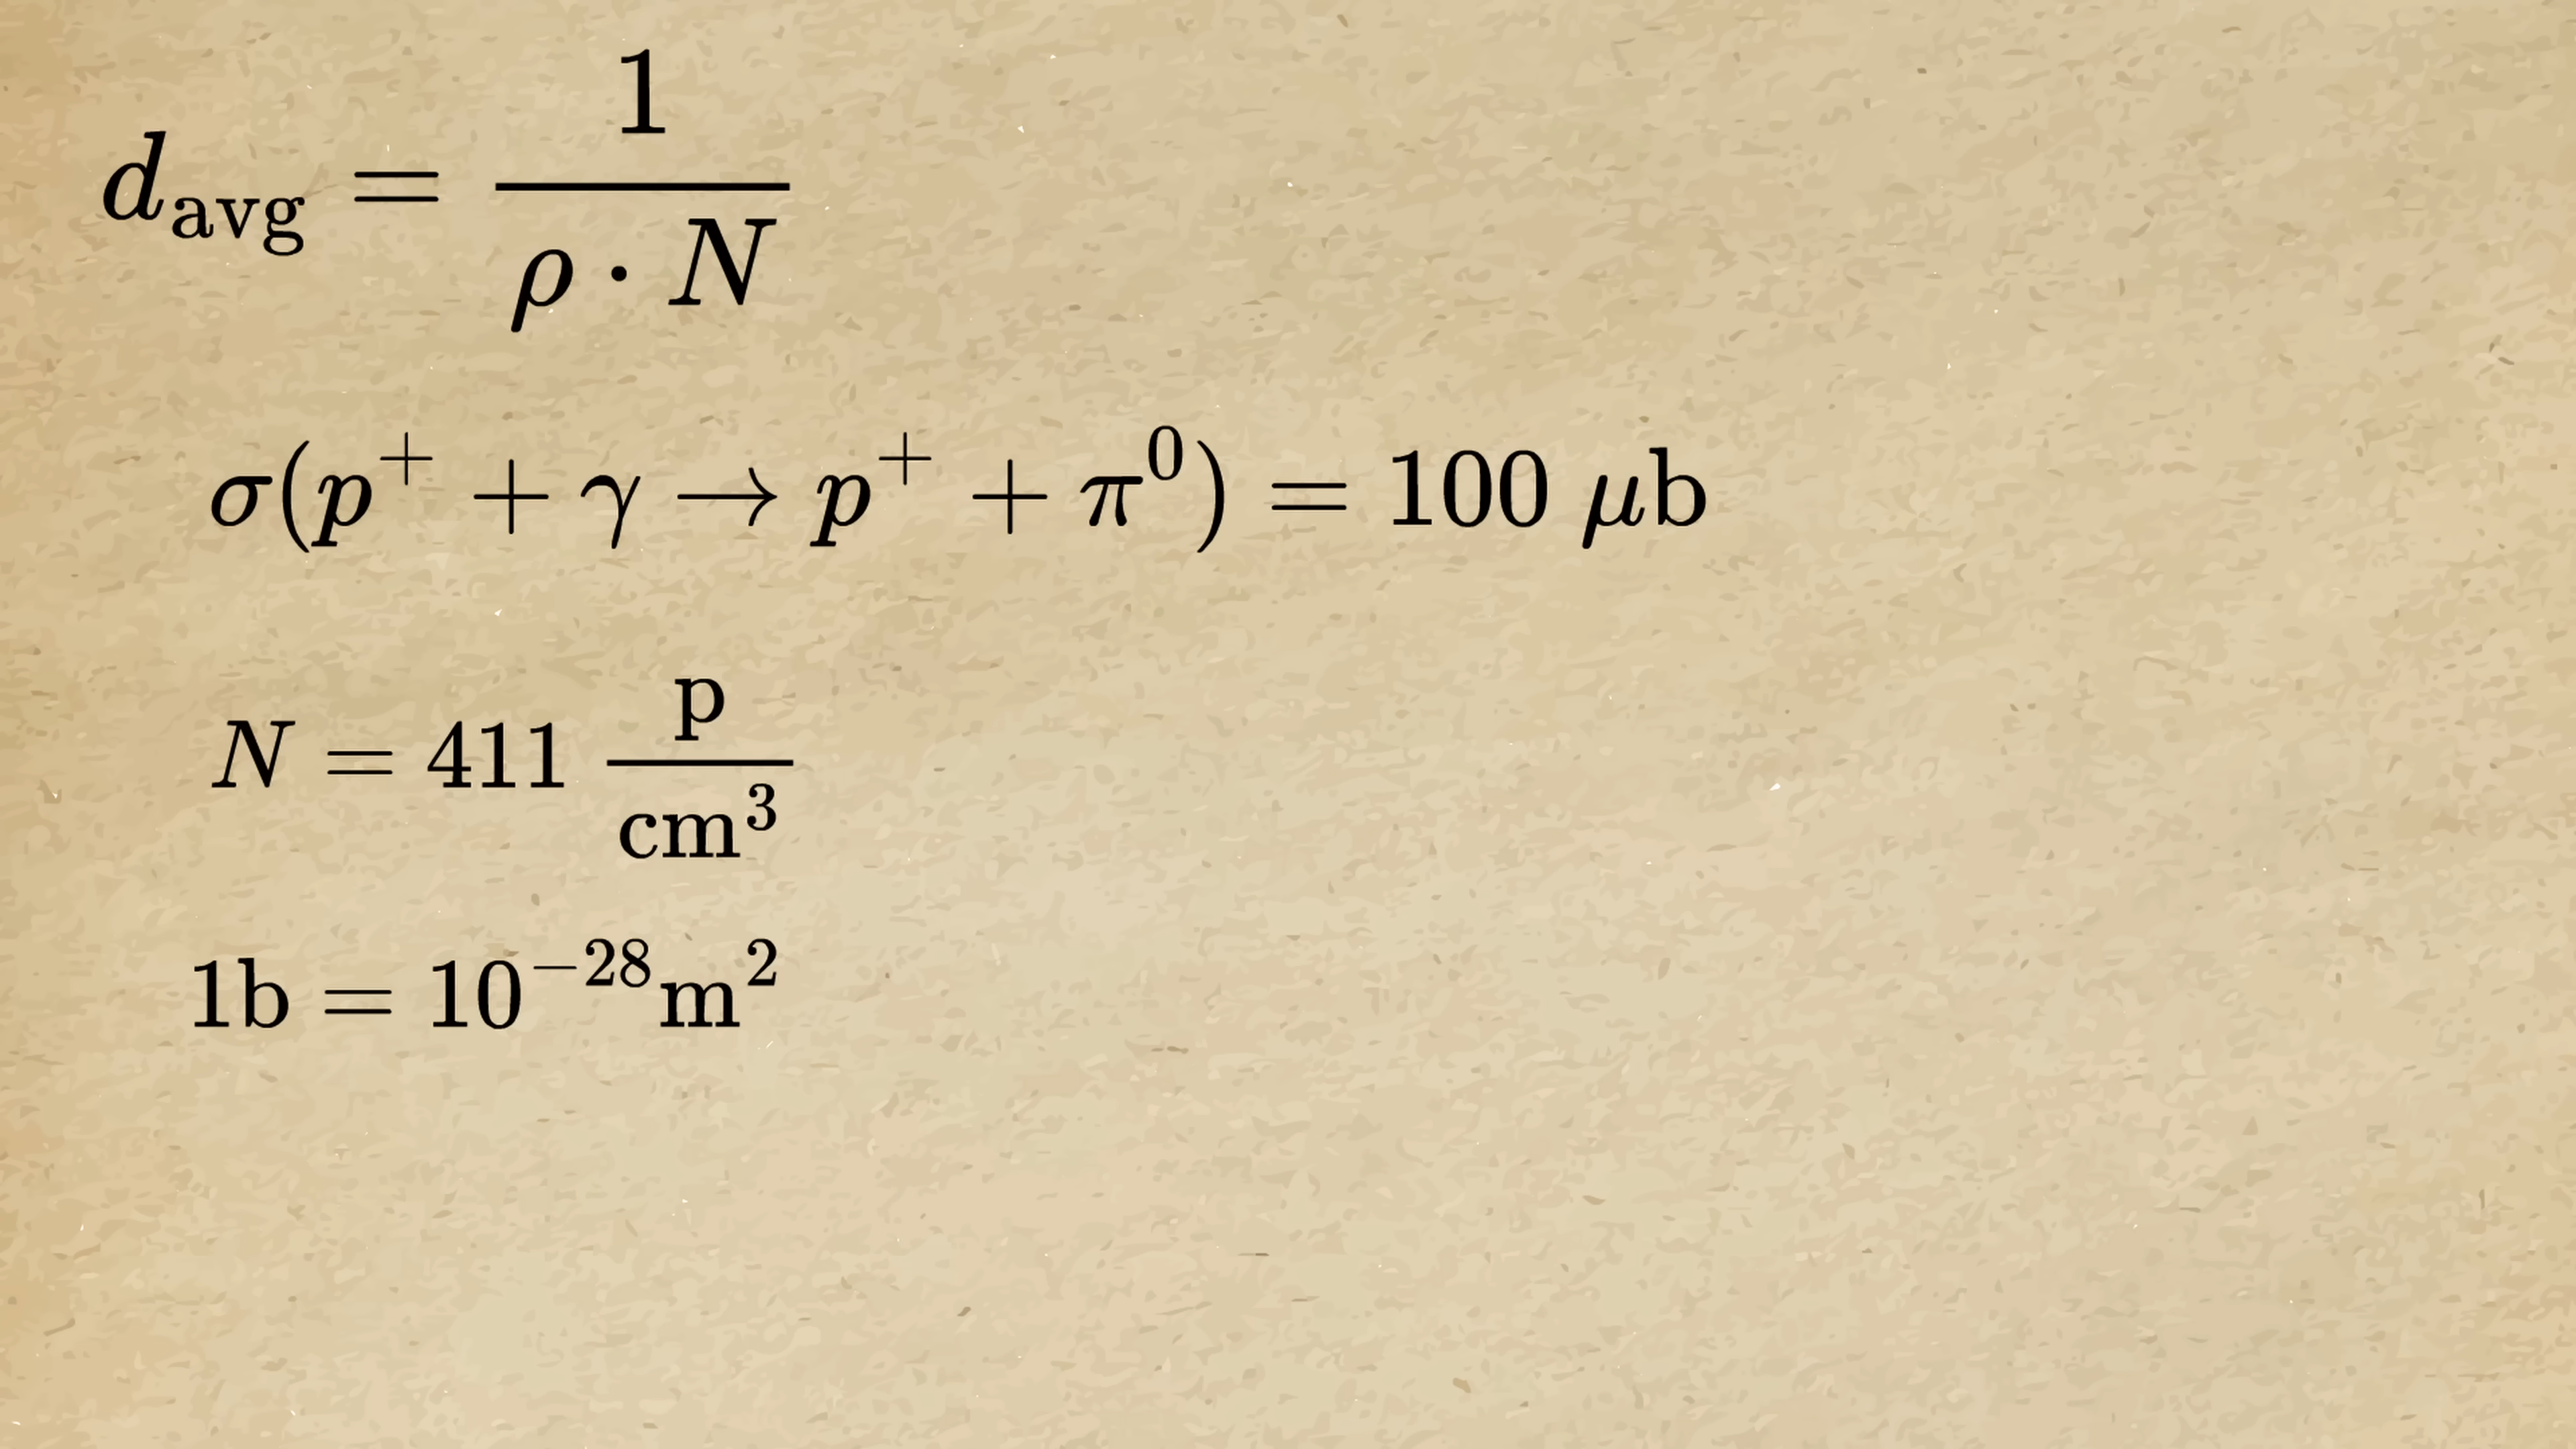 d_avg = 1 / (ρ · N)
σ(p⁺ + γ → p⁺ + π⁰) = 100 μb
N = 411 p / cm³
1b = 10⁻²⁸m²